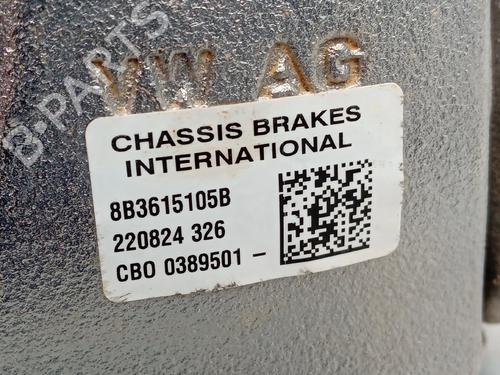 B-PARTS
VW AG
CHASSIS BRAKES
INTERNATIONAL
8B3615105B
220824 326
CBO 0389501 -